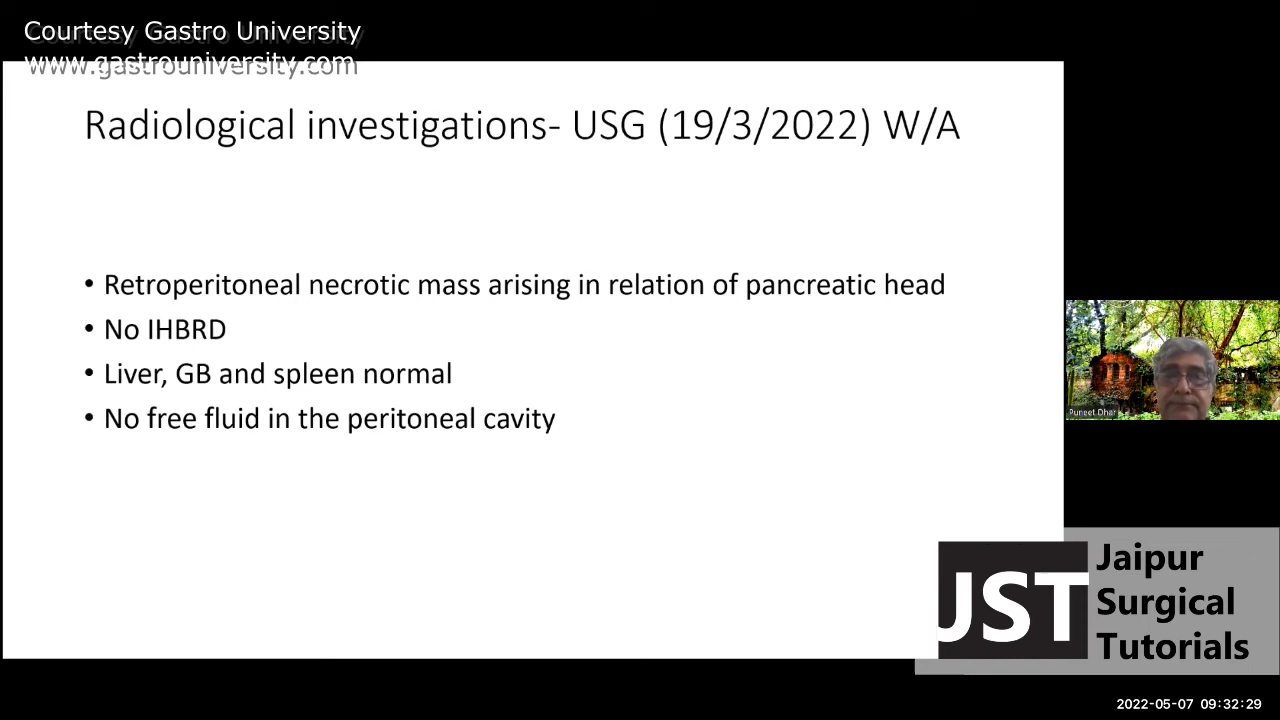 Courtesy Gastro University
www.gastrouniversity.com
Radiological investigations- USG (19/3/2022) W/A
• Retroperitoneal necrotic mass arising in relation of pancreatic head
• No IHBRD
• Liver, GB and spleen normal
• No free fluid in the peritoneal cavity
Puneet Dhar
JST
Jaipur
Surgical
Tutorials
2022-05-07 09:32:29